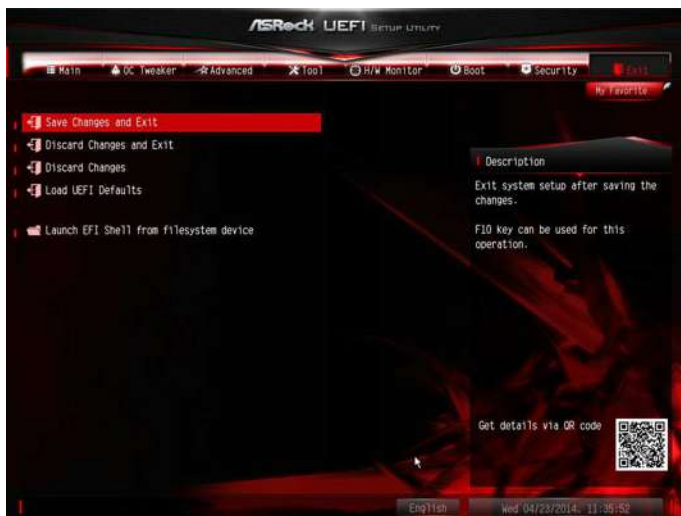 ASRock UEFI SETUP UTILITY
Main OC Tweaker Advanced Tool H/W Monitor Boot Security Exit
My Favorite
Save Changes and Exit
Discard Changes and Exit
Discard Changes
Load UEFI Defaults
Launch EFI Shell from filesystem device
Description
Exit system setup after saving the
changes.
F10 key can be used for this
operation.
Get details via QR code
English
Wed 04/23/2014. 11:35:52